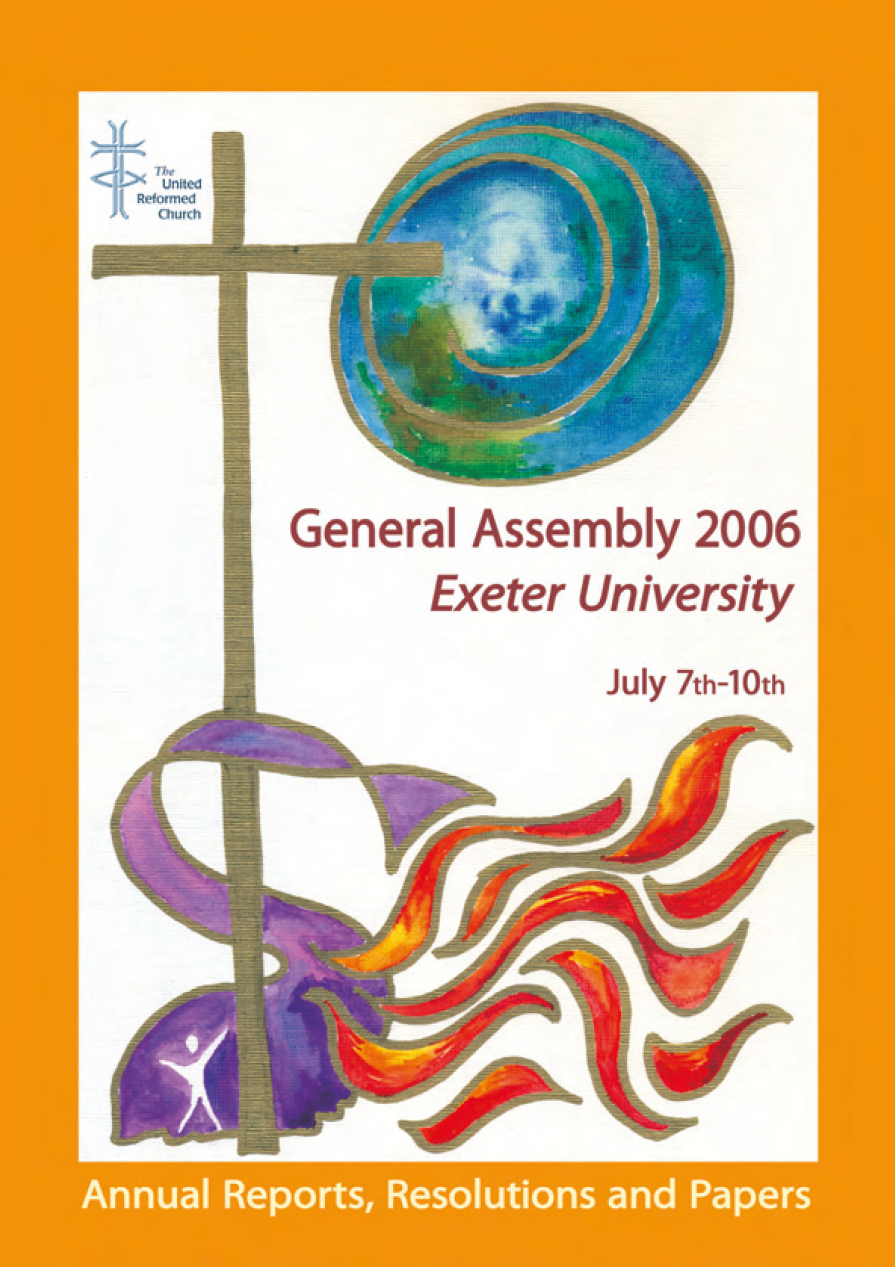 The
United
Reformed
Church
General Assembly 2006
Exeter University
July 7th-10th
Annual Reports, Resolutions and Papers